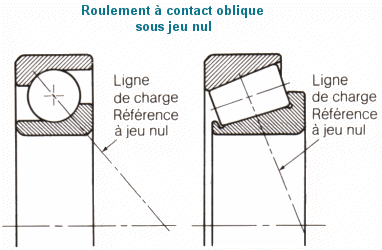 Roulement à contact oblique
sous jeu nul
Ligne
de charge
Référence
à jeu nul
Ligne
de charge
Référence
à jeu nul